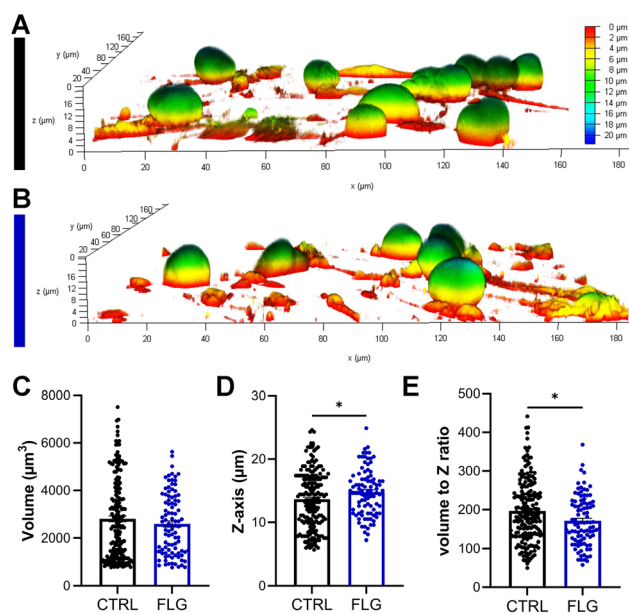 A
y (µm)
160
120
80
40
20
0
4
8
12
16
z (µm)
0
20
40
60
80
100
120
140
160
180
x (µm)
0 µm
2 µm
4 µm
6 µm
8 µm
10 µm
12 µm
14 µm
16 µm
18 µm
20 µm
B
y (µm)
160
120
80
60
40
20
0
16
12
8
4
0
z (µm)
0
20
40
60
80
100
120
140
160
180
x (µm)
C
Volume (µm³)
8000
6000
4000
2000
0
CTRL FLG
D
Z-axis (µm)
30
20
10
0
*
CTRL FLG
E
volume to Z ratio
500
400
300
200
100
0
*
CTRL FLG